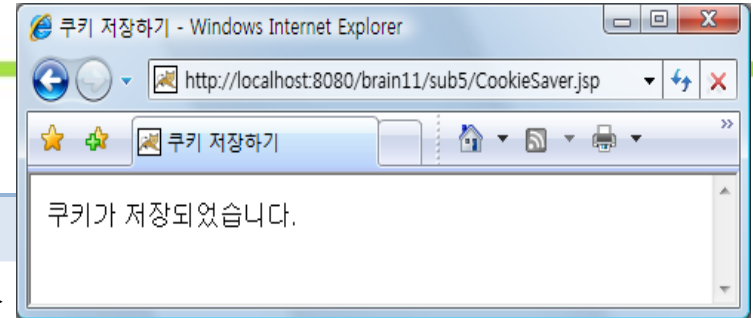 쿠키 저장하기 - Windows Internet Explorer
http://localhost:8080/brain11/sub5/CookieSaver.jsp
쿠키 저장하기
쿠키가 저장되었습니다.